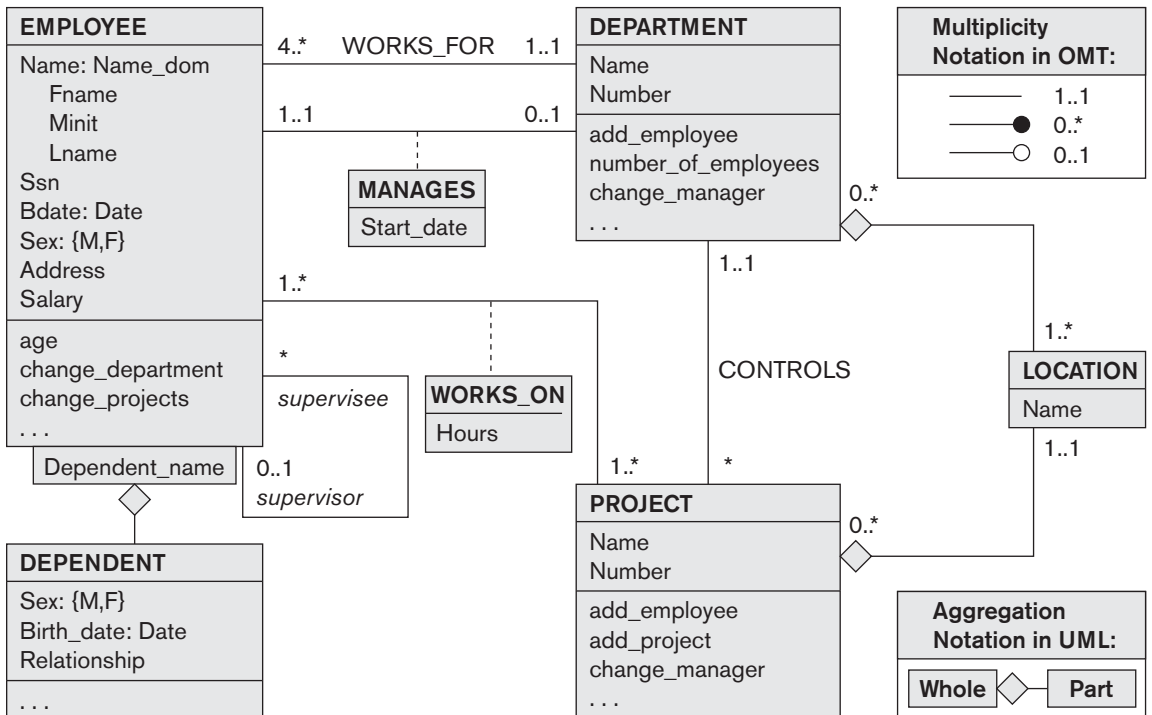 EMPLOYEE
Name: Name_dom
Fname
Minit
Lname
Ssn
Bdate: Date
Sex: {M,F}
Address
Salary
age
change_department
change_projects
. . .
Dependent_name
DEPENDENT
Sex: {M,F}
Birth_date: Date
Relationship
. . .
4..* WORKS_FOR 1..1
1..1 0..1
MANAGES
Start_date
1..*
*
supervisee
0..1
supervisor
WORKS_ON
Hours
1..*
DEPARTMENT
Name
Number
add_employee
number_of_employees
change_manager
. . .
0..*
1..1
CONTROLS
*
PROJECT
Name
Number
add_employee
add_project
change_manager
. . .
0..*
1..*
LOCATION
Name
1..1
Multiplicity
Notation in OMT:
1..1
0..*
0..1
Aggregation
Notation in UML:
Whole Part